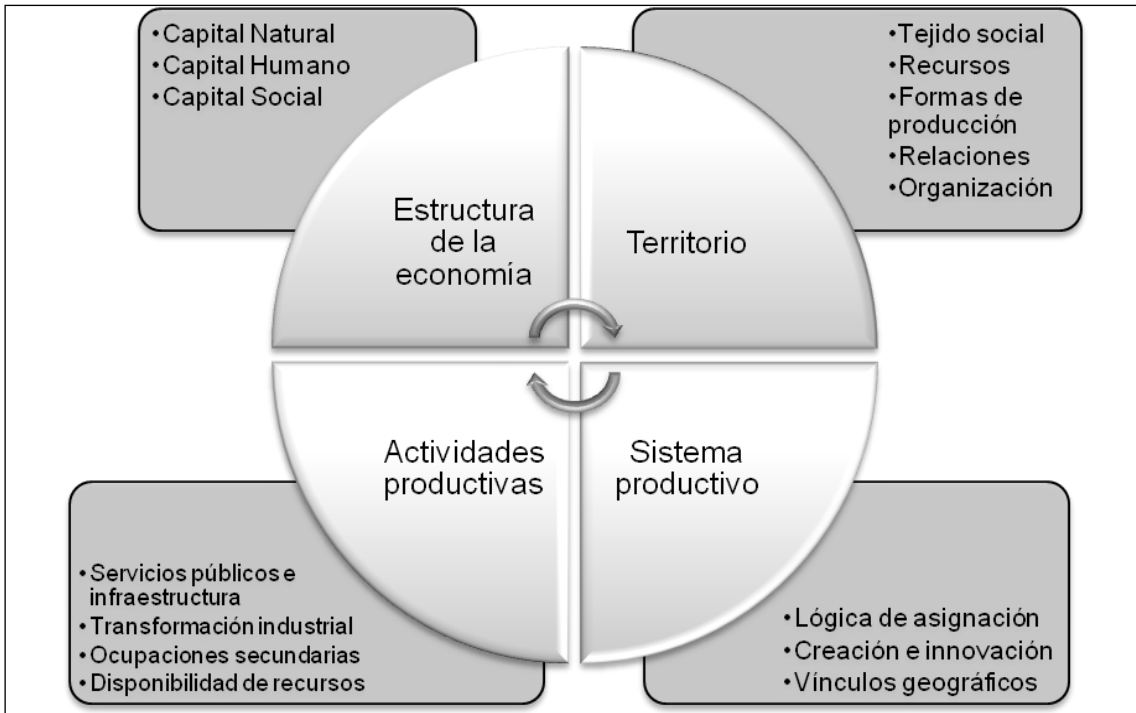 •Capital Natural
•Capital Humano
•Capital Social
•Tejido social
•Recursos
•Formas de
producción
•Relaciones
•Organización
Estructura
de la
economía
Territorio
Actividades
productivas
Sistema
productivo
•Servicios públicos e
infraestructura
•Transformación industrial
•Ocupaciones secundarias
•Disponibilidad de recursos
•Lógica de asignación
•Creación e innovación
•Vínculos geográficos